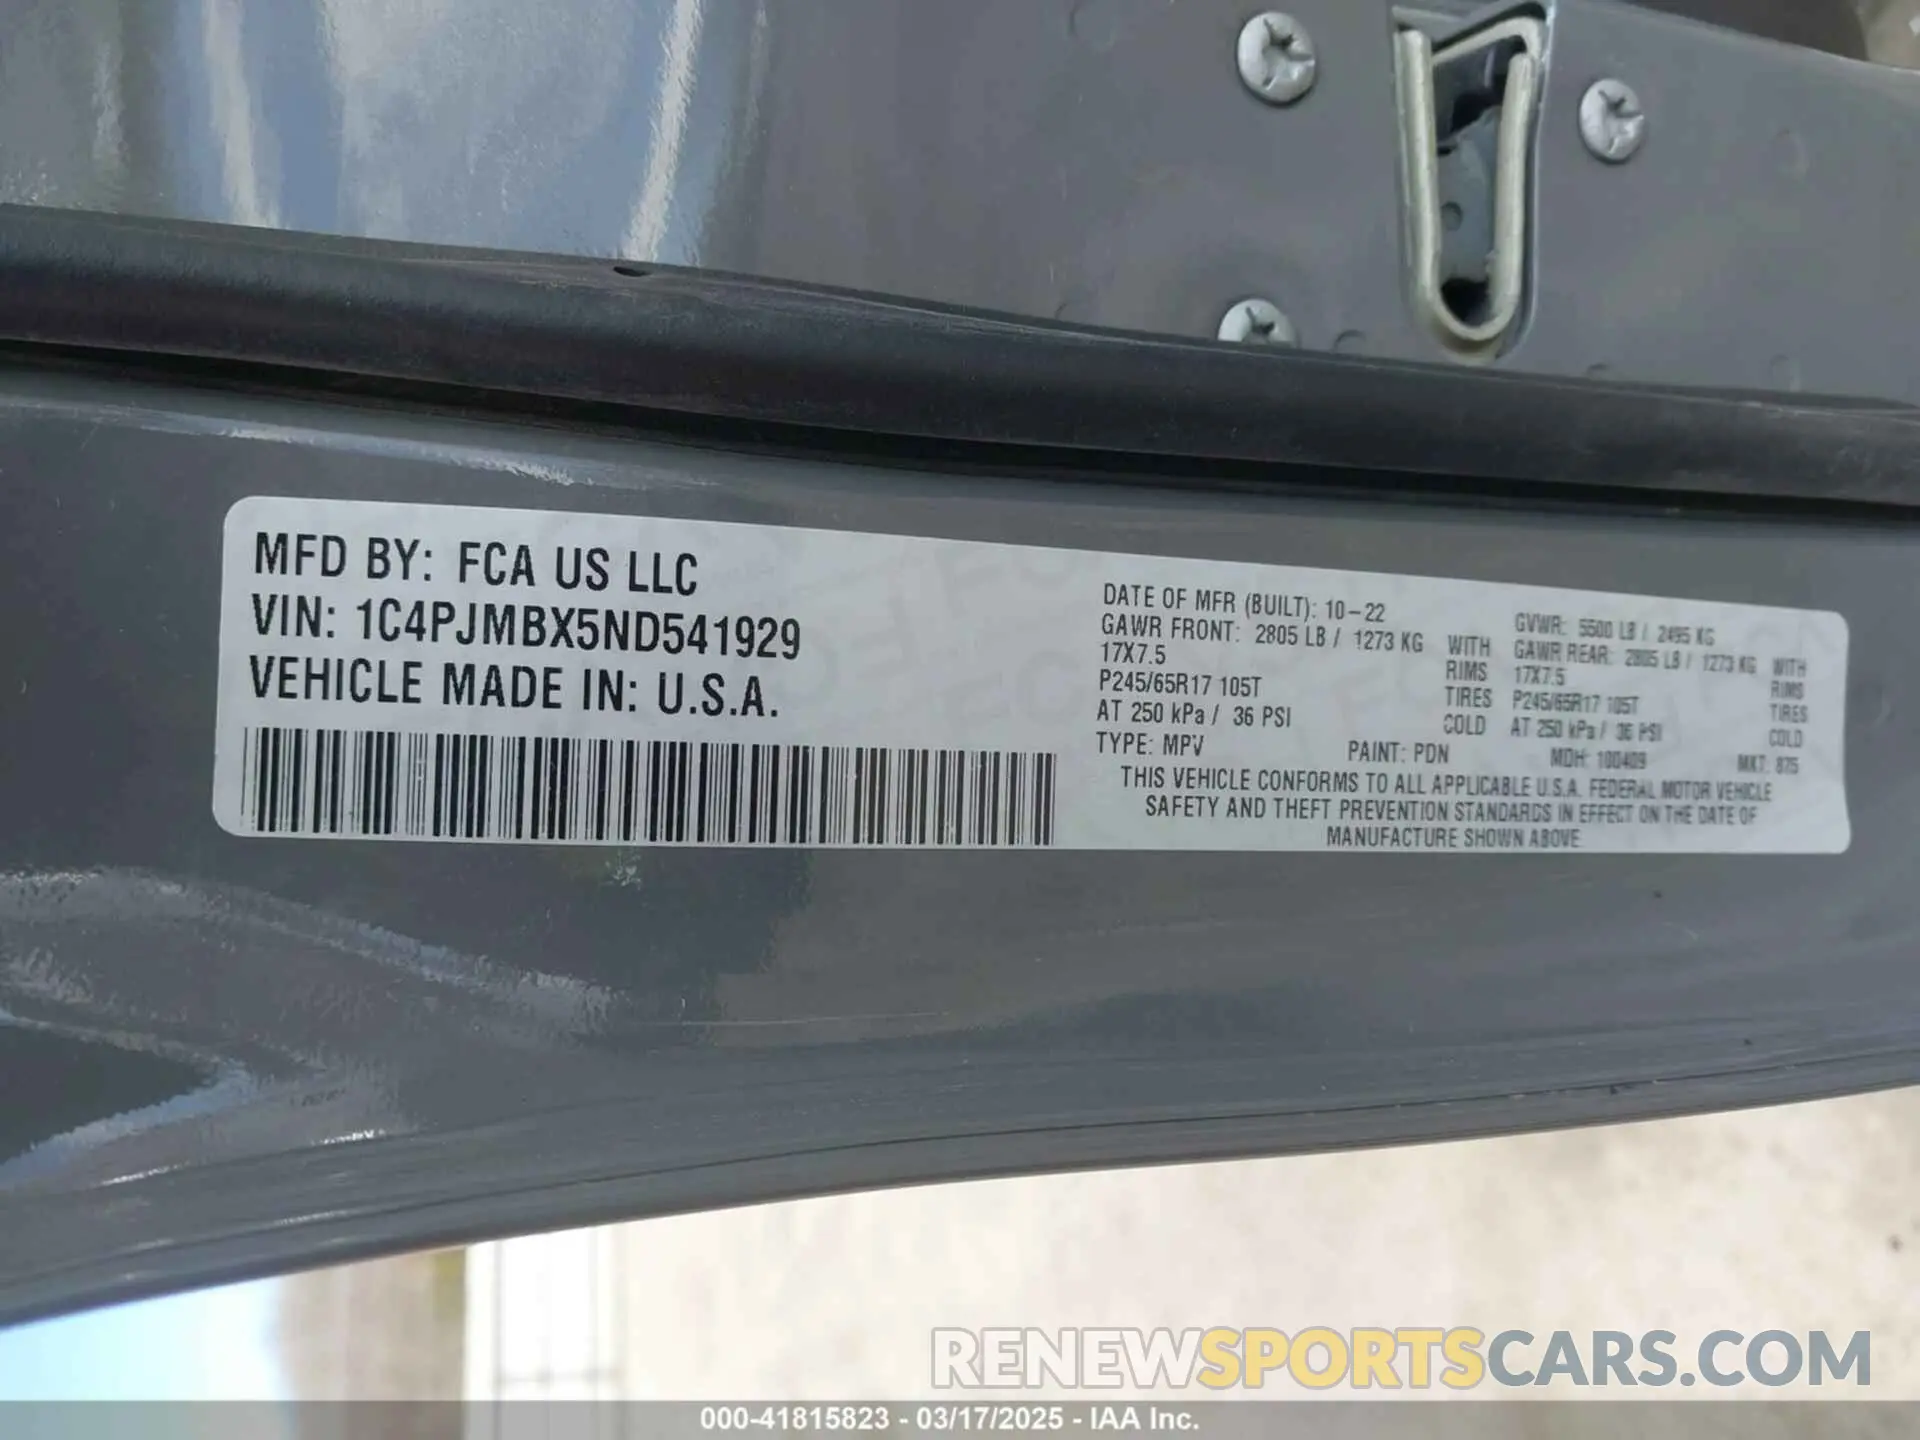 MFD BY: FCA US LLC
VIN: 1C4PJMBX5ND541929
VEHICLE MADE IN: U.S.A.
DATE OF MFR (BUILT): 10-22 GVWR: 5500 LB / 2495 KG
GAWR FRONT: 2805 LB / 1273 KG WITH GAWR REAR: 2805 LB / 1273 KG WITH
17X7.5 RIMS 17X7.5 RIMS
P245/65R17 105T TIRES P245/65R17 105T TIRES
AT 250 kPa / 36 PSI COLD AT 250 kPa / 36 PSI COLD
TYPE: MPV PAINT: PDN MDH: 100409 MKT: 875
THIS VEHICLE CONFORMS TO ALL APPLICABLE U.S.A. FEDERAL MOTOR VEHICLE
SAFETY AND THEFT PREVENTION STANDARDS IN EFFECT ON THE DATE OF
MANUFACTURE SHOWN ABOVE
RENEWSPORTSCARS.COM
000-41815823 - 03/17/2025 - IAA Inc.